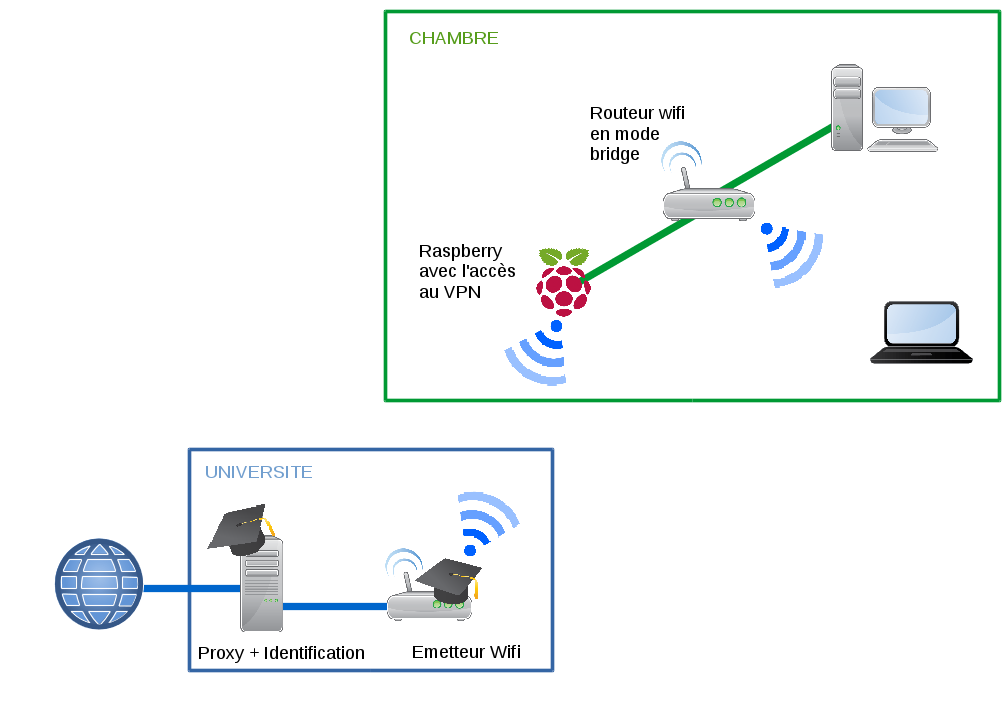 CHAMBRE
Routeur wifi
en mode
bridge
Raspberry
avec l'accès
au VPN
UNIVERSITE
Proxy + Identification
Emetteur Wifi